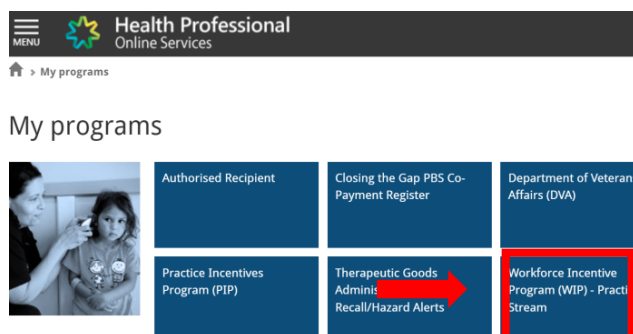 MENU
Health Professional
Online Services
> My programs
My programs
Authorised Recipient
Closing the Gap PBS Co-
Payment Register
Department of Veteran
Affairs (DVA)
Practice Incentives
Program (PIP)
Therapeutic Goods
Adminis
Recall/Hazard Alerts
Workforce Incentive
Program (WIP) - Practi
Stream